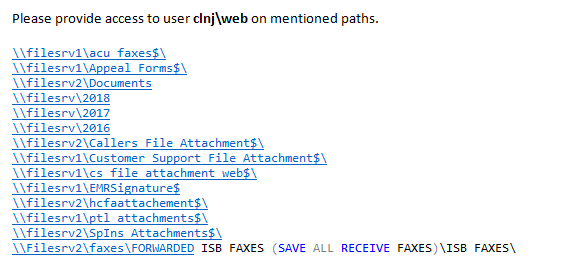 Please provide access to user clnj\web on mentioned paths.
\\filesrv1\acu faxes$\
\\filesrv1\Appeal Forms$\
\\filesrv2\Documents
\\filesrv\2018
\\filesrv\2017
\\filesrv\2016
\\filesrv2\Callers File Attachment$\
\\filesrv1\Customer Support File Attachment$\
\\filesrv1\cs file attachment web$\
\\filesrv1\EMRSignature$
\\filesrv2\hcfaattachement$\
\\filesrv1\ptl attachments$\
\\filesrv2\SpIns Attachments$\
\\Filesrv2\faxes\FORWARDED ISB FAXES (SAVE ALL RECEIVE FAXES)\ISB FAXES\